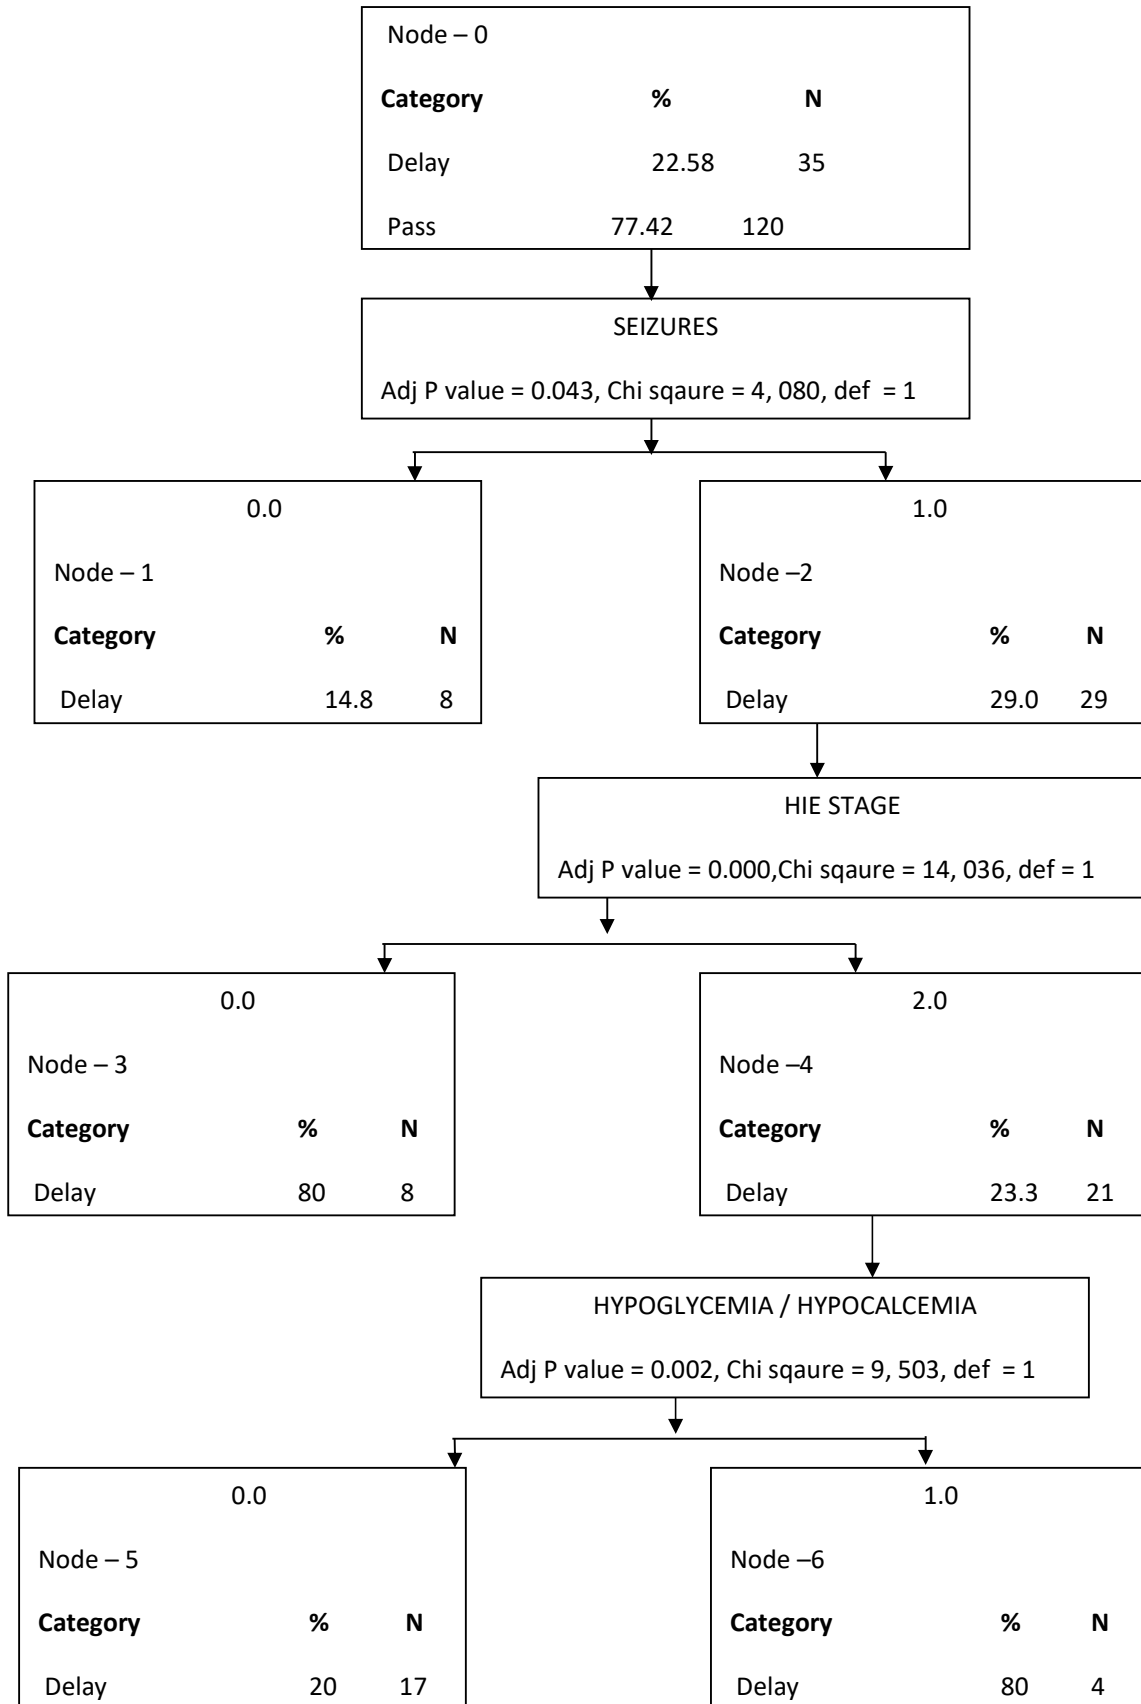 Node – 0
Category % N
Delay 22.58 35
Pass 77.42 120
SEIZURES
Adj P value = 0.043, Chi sqaure = 4, 080, def = 1
0.0
Node – 1
Category % N
Delay 14.8 8
1.0
Node –2
Category % N
Delay 29.0 29
HIE STAGE
Adj P value = 0.000,Chi sqaure = 14, 036, def = 1
0.0
Node – 3
Category % N
Delay 80 8
2.0
Node –4
Category % N
Delay 23.3 21
HYPOGLYCEMIA / HYPOCALCEMIA
Adj P value = 0.002, Chi sqaure = 9, 503, def = 1
0.0
Node – 5
Category % N
Delay 20 17
1.0
Node –6
Category % N
Delay 80 4